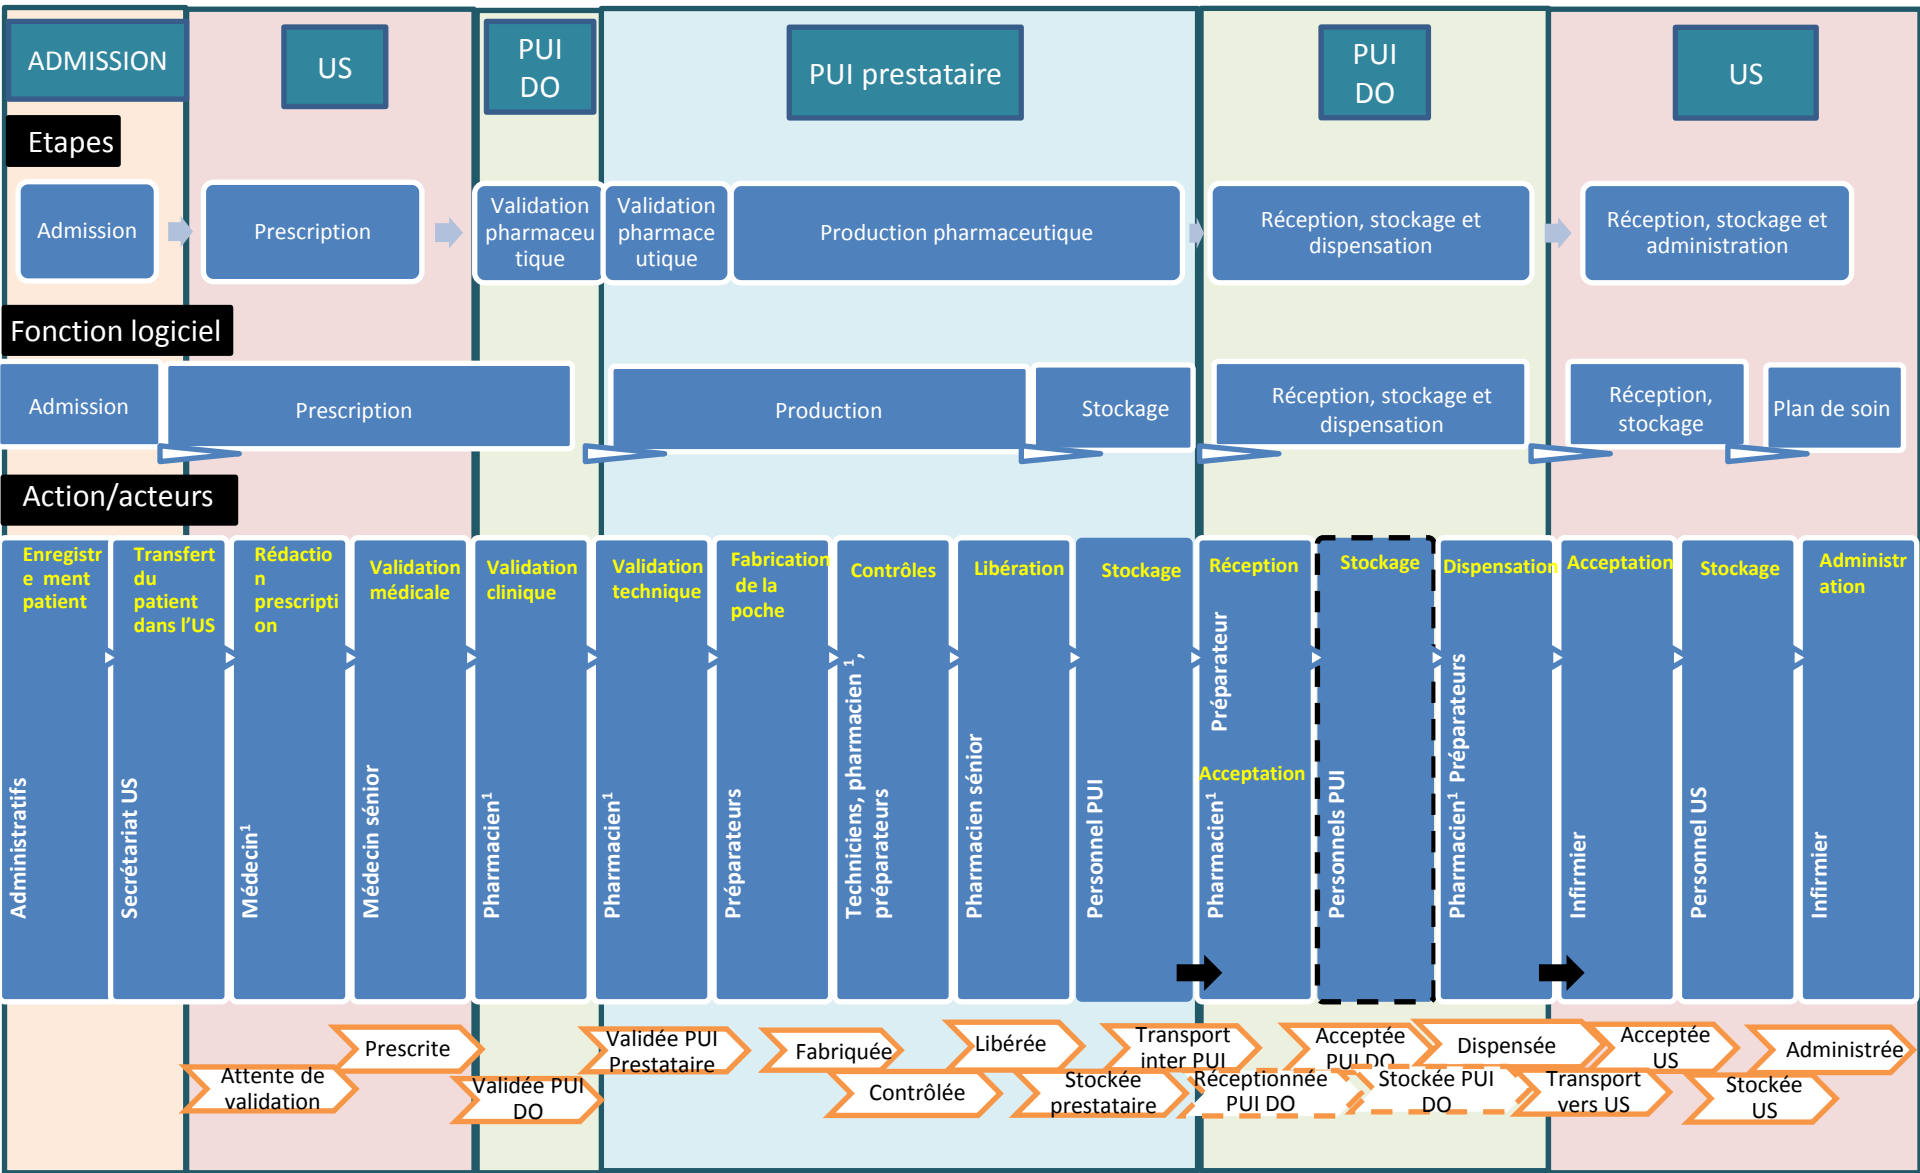 ADMISSION
US
PUI
DO
PUI prestataire
PUI
DO
US
Etapes
Admission
Prescription
Validation
pharmaceu
tique
Validation
pharmace
utique
Production pharmaceutique
Réception, stockage et
dispensation
Réception, stockage et
administration
Fonction logiciel
Admission
Prescription
Production
Stockage
Réception, stockage et
dispensation
Réception,
stockage
Plan de soin
Action/acteurs
Enregistr
e ment
patient
Administratifs
Transfert
du
patient
dans l'US
Secrétariat US
Rédactio
n
prescripti
on
Médecin¹
Validation
médicale
Médecin sénior
Validation
clinique
Pharmacien¹
Validation
technique
Pharmacien¹
Fabrication
de la
poche
Préparateurs
Contrôles
Techniciens, pharmacien ¹,
préparateurs
Libération
Pharmacien sénior
Stockage
Personnel PUI
Réception
Préparateur
Acceptation
Pharmacien¹
Stockage
Personnels PUI
Dispensation
Pharmacien¹ Préparateurs
Acceptation
Infirmier
Stockage
Personnel US
Administr
ation
Infirmier
Attente de
validation
Prescrite
Validée PUI
DO
Validée PUI
Prestataire
Fabriquée
Contrôlée
Libérée
Stockée
prestataire
Transport
inter PUI
Réceptionnée
PUI DO
Acceptée
PUI DO
Stockée PUI
DO
Dispensée
Transport
vers US
Acceptée
US
Stockée
US
Administrée